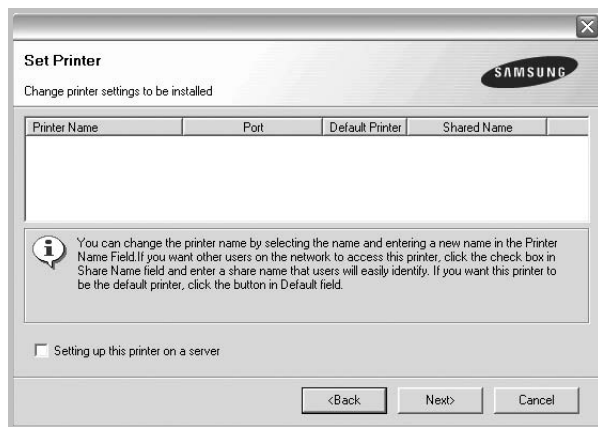 Set Printer
SAMSUNG
Change printer settings to be installed
Printer Name Port Default Printer Shared Name
You can change the printer name by selecting the name and entering a new name in the Printer
Name Field.If you want other users on the network to access this printer, click the check box in
Share Name field and enter a share name that users will easily identify. If you want this printer to
be the default printer, click the button in Default field.
Setting up this printer on a server
<Back Next> Cancel